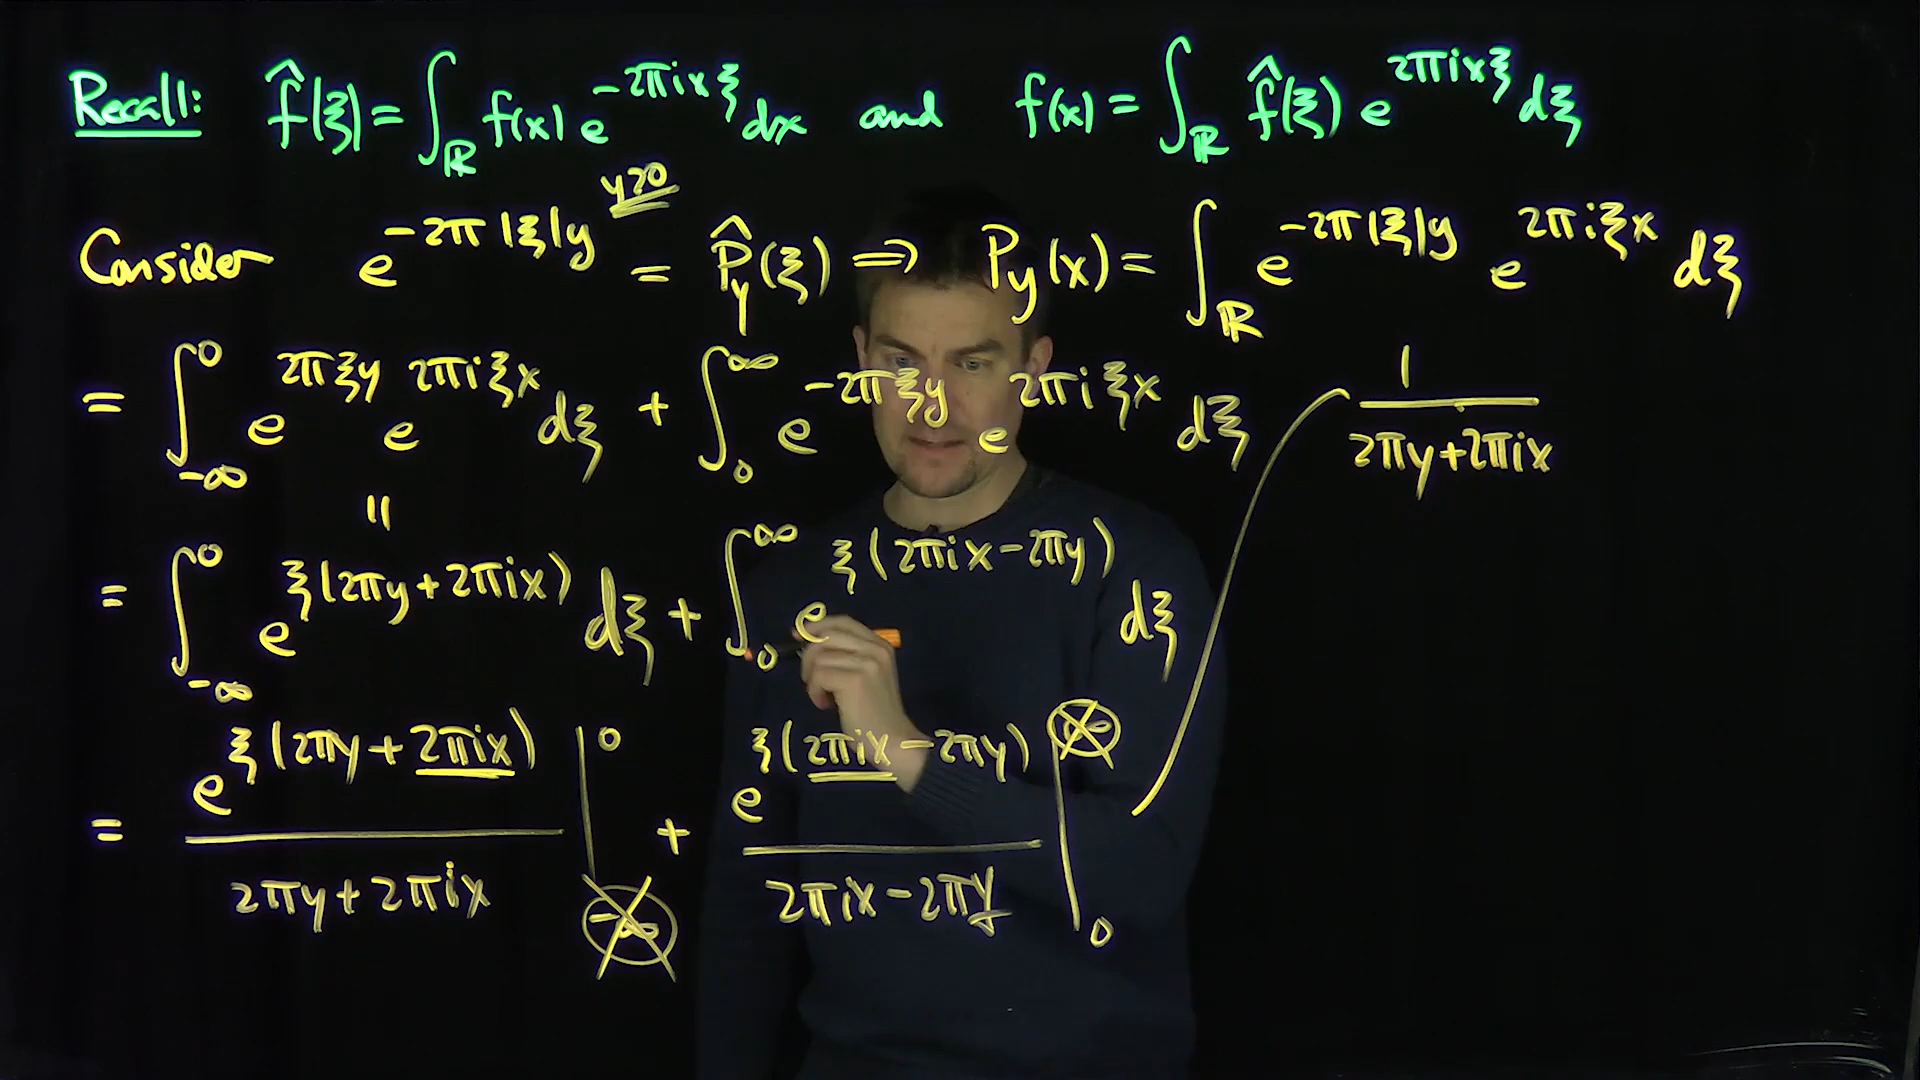 Recall: f̂(ξ) = ∫_ℝ f(x) e^{-2πixξ} dx and f(x) = ∫_ℝ f̂(ξ) e^{2πixξ} dξ
Consider e^{-2π|ξ|y} = P̂_y(ξ) ⟹ P_y(x) = ∫_ℝ e^{-2π|ξ|y} e^{2πiξx} dξ
y>0
= ∫_{-∞}^{0} e^{2πξy} e^{2πiξx} dξ + ∫_{0}^{∞} e^{-2πξy} e^{2πiξx} dξ
1/(2πy+2πix)
=
= ∫_{-∞}^{0} e^{ξ(2πy+2πix)} dξ + ∫_{0}^{∞} e^{ξ(2πix-2πy)} dξ
= e^{ξ(2πy+2πix)}/(2πy+2πix) |_{-∞}^{0} + e^{ξ(2πix-2πy)}/(2πix-2πy) |_{0}^{∞}